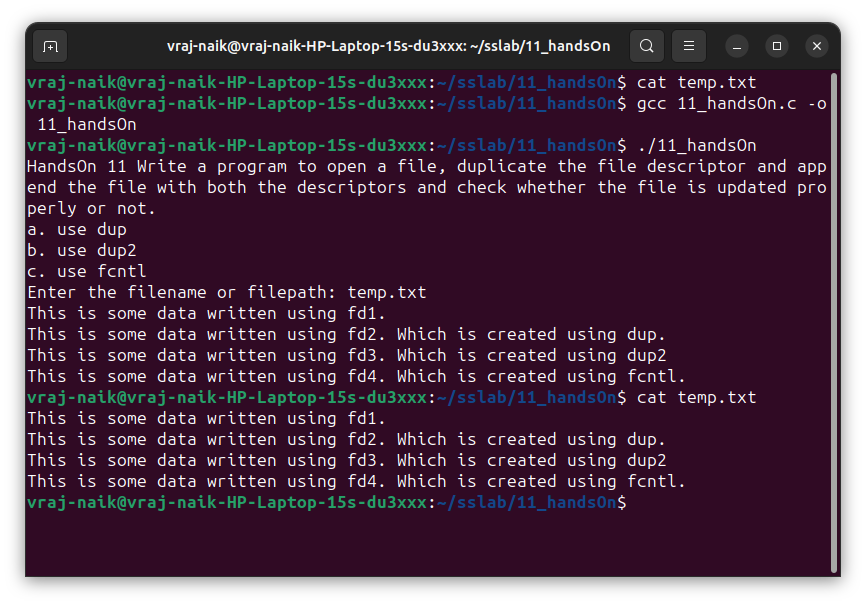 vraj-naik@vraj-naik-HP-Laptop-15s-du3xxx: ~/sslab/11_handsOn
vraj-naik@vraj-naik-HP-Laptop-15s-du3xxx:~/sslab/11_handsOn$ cat temp.txt
vraj-naik@vraj-naik-HP-Laptop-15s-du3xxx:~/sslab/11_handsOn$ gcc 11_handsOn.c -o
 11_handsOn
vraj-naik@vraj-naik-HP-Laptop-15s-du3xxx:~/sslab/11_handsOn$ ./11_handsOn
HandsOn 11 Write a program to open a file, duplicate the file descriptor and app
end the file with both the descriptors and check whether the file is updated pro
perly or not.
a. use dup
b. use dup2
c. use fcntl
Enter the filename or filepath: temp.txt
This is some data written using fd1.
This is some data written using fd2. Which is created using dup.
This is some data written using fd3. Which is created using dup2
This is some data written using fd4. Which is created using fcntl.
vraj-naik@vraj-naik-HP-Laptop-15s-du3xxx:~/sslab/11_handsOn$ cat temp.txt
This is some data written using fd1.
This is some data written using fd2. Which is created using dup.
This is some data written using fd3. Which is created using dup2
This is some data written using fd4. Which is created using fcntl.
vraj-naik@vraj-naik-HP-Laptop-15s-du3xxx:~/sslab/11_handsOn$